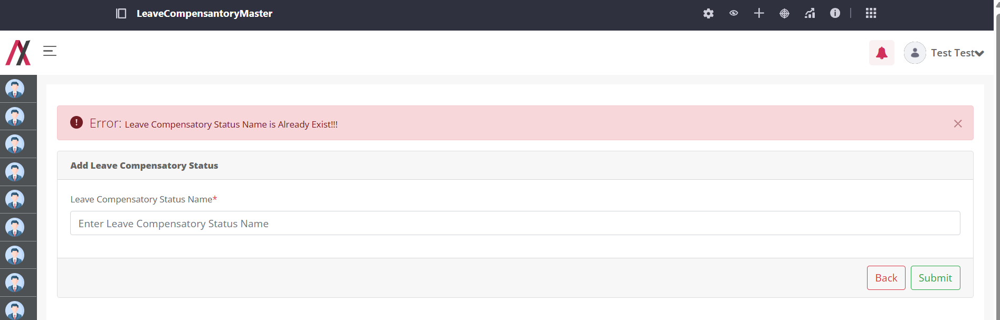 LeaveCompensantoryMaster
Test Test
Error: Leave Compensatory Status Name is Already Exist!!!
Add Leave Compensatory Status
Leave Compensatory Status Name*
Enter Leave Compensatory Status Name
Back Submit